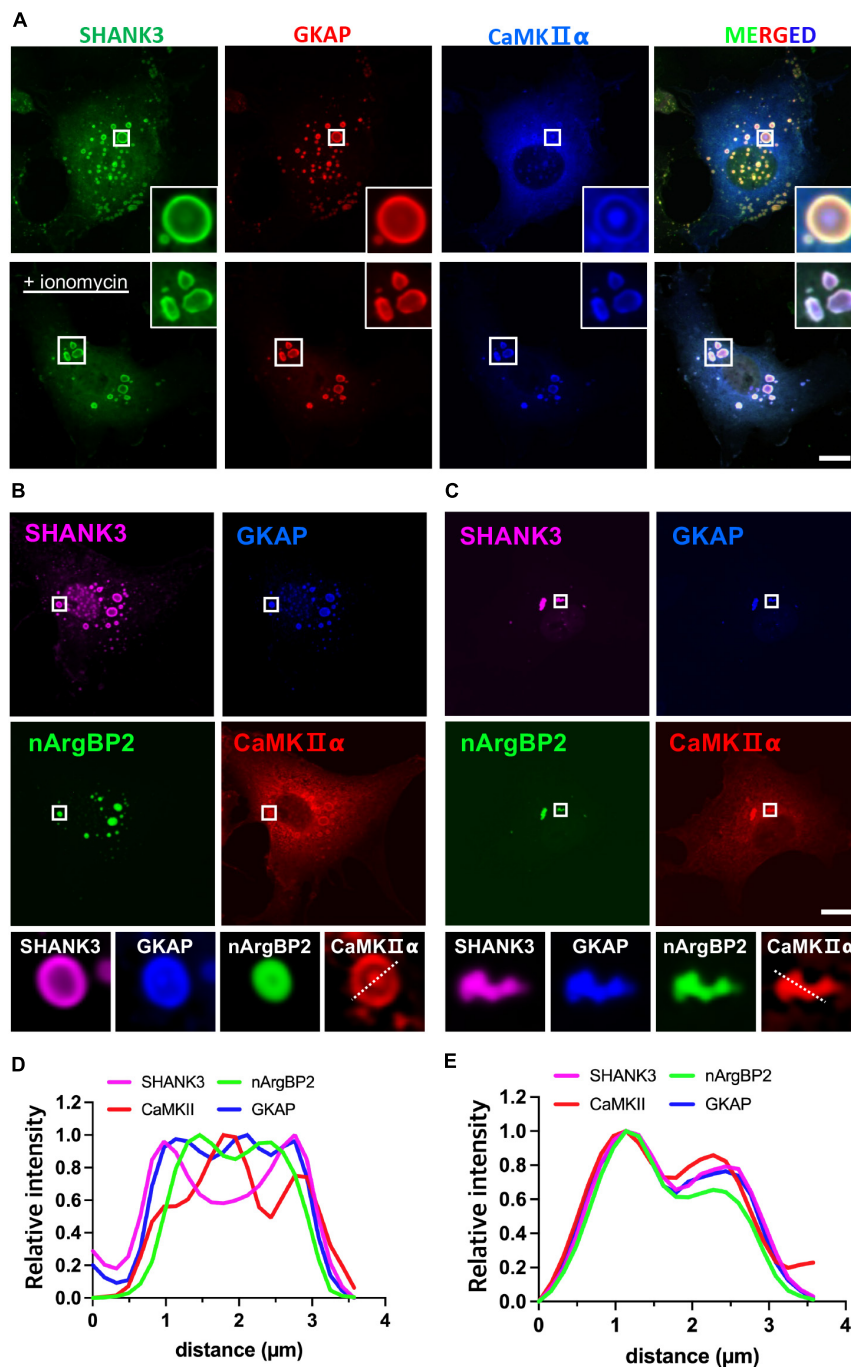 A
SHANK3 GKAP CaMKⅡα MERGED
+ ionomycin
B C
SHANK3 GKAP SHANK3 GKAP
nArgBP2 CaMKⅡα nArgBP2 CaMKⅡα
SHANK3 GKAP nArgBP2 CaMKⅡα SHANK3 GKAP nArgBP2 CaMKⅡα
D
SHANK3 nArgBP2
CaMKII GKAP
Relative intensity
1.2
1.0
0.8
0.6
0.4
0.2
0.0
0 1 2 3 4
distance (µm)
E
SHANK3 nArgBP2
CaMKII GKAP
Relative intensity
1.2
1.0
0.8
0.6
0.4
0.2
0.0
0 1 2 3 4
distance (µm)